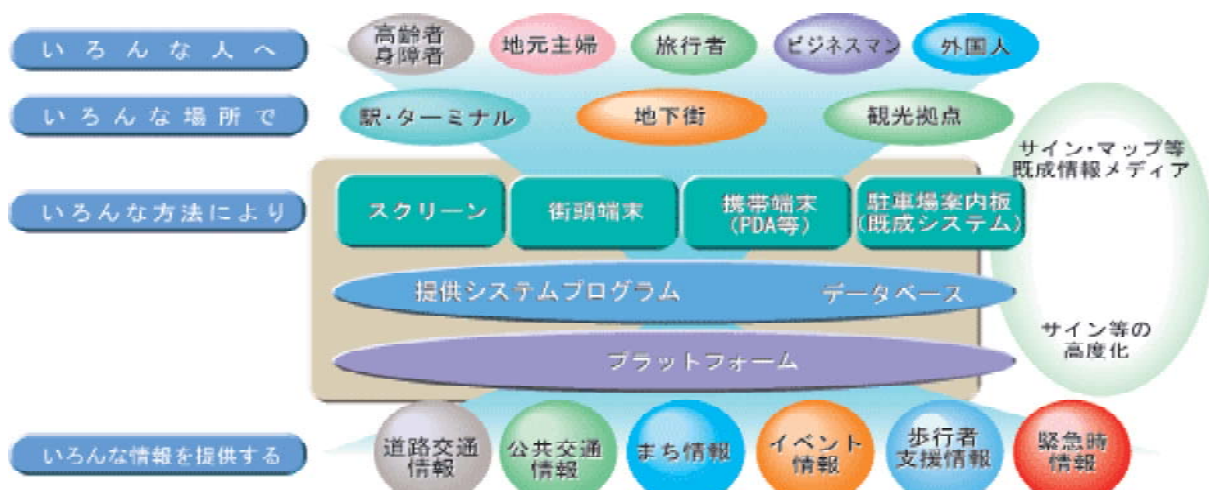 いろんな人へ
高齢者
身障者
地元主婦
旅行者
ビジネスマン
外国人
いろんな場所で
駅・ターミナル
地下街
観光拠点
サイン・マップ等
既成情報メディア
いろんな方法により
スクリーン
街頭端末
携帯端末
(PDA等)
駐車場案内板
(既成システム)
提供システムプログラム
データベース
サイン等の
高度化
プラットフォーム
いろんな情報を提供する
道路交通
情報
公共交通
情報
まち情報
イベント
情報
歩行者
支援情報
緊急時
情報